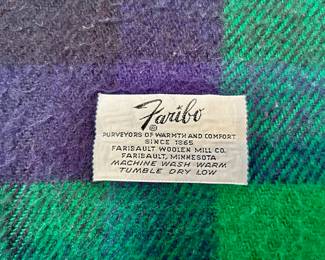 Faribo
©
PURVEYORS OF WARMTH AND COMFORT
SINCE 1865
FARIBAULT WOOLEN MILL CO.
FARIBAULT, MINNESOTA
MACHINE WASH WARM
TUMBLE DRY LOW